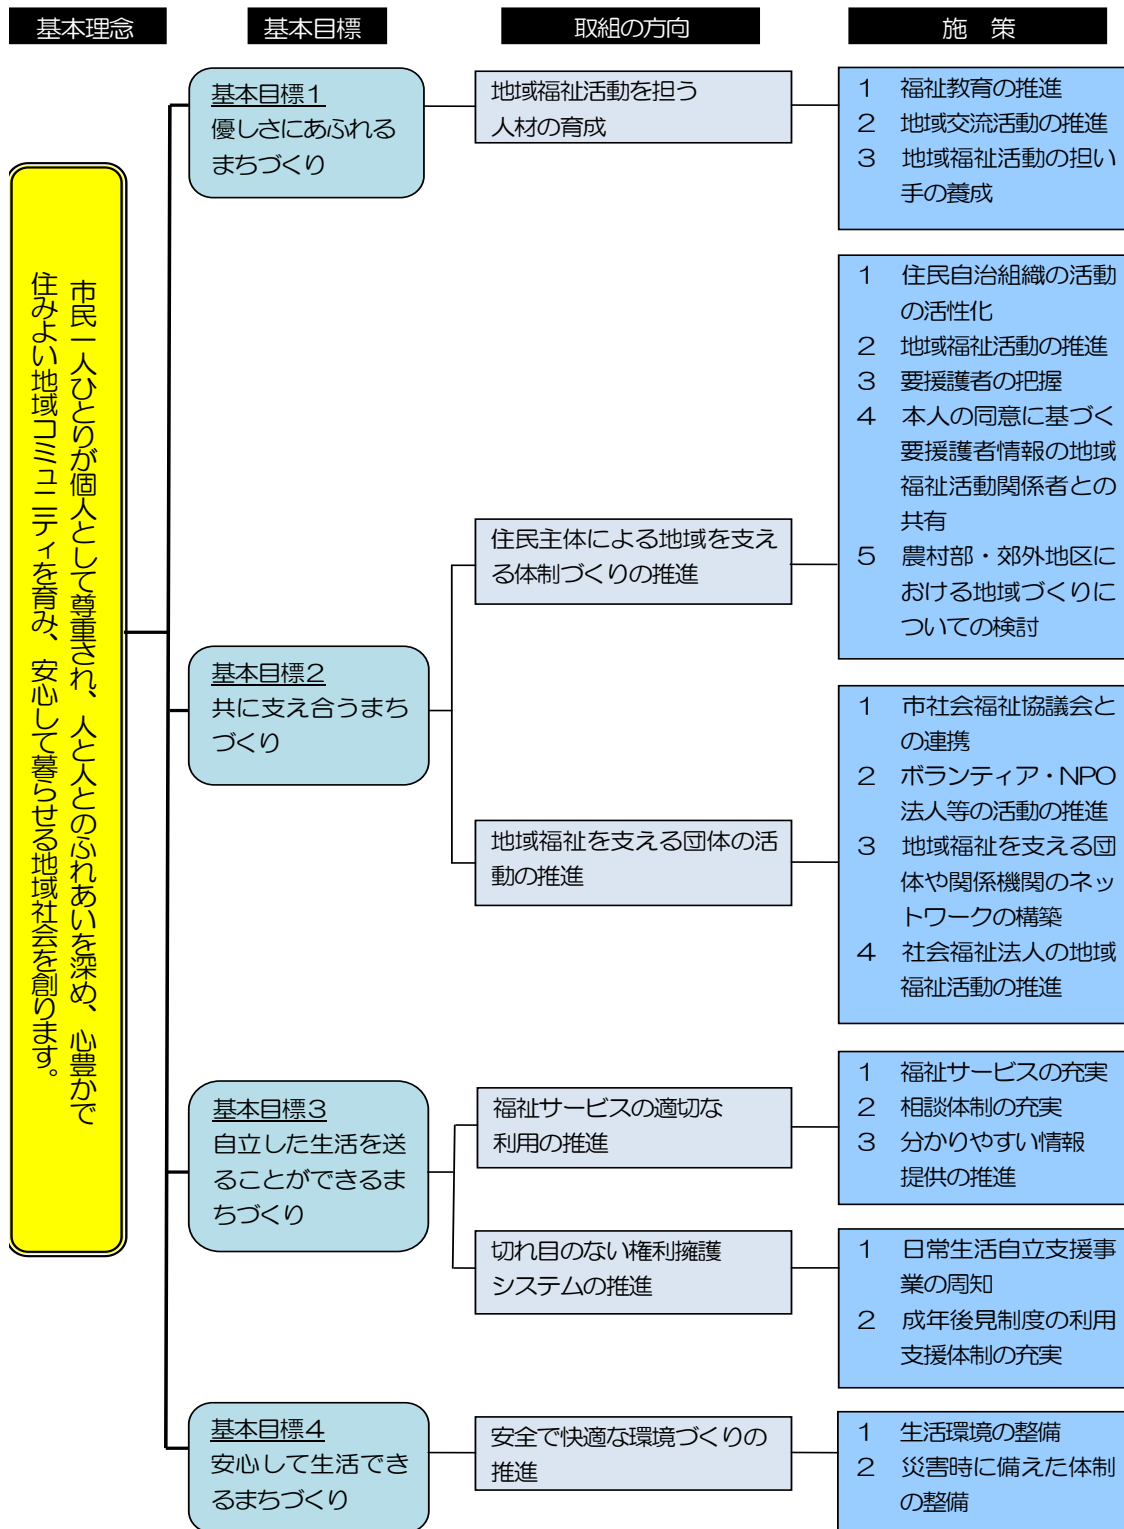 基本理念
基本目標
取組の方向
施　策
市民一人ひとりが個人として尊重され、人と人とのふれあいを深め、心豊かで
住みよい地域コミュニティを育み、安心して暮らせる地域社会を創ります。
基本目標１
優しさにあふれる
まちづくり
地域福祉活動を担う
人材の育成
１　福祉教育の推進
２　地域交流活動の推進
３　地域福祉活動の担い
手の養成
基本目標２
共に支え合うまち
づくり
住民主体による地域を支え
る体制づくりの推進
１　住民自治組織の活動
の活性化
２　地域福祉活動の推進
３　要援護者の把握
４　本人の同意に基づく
要援護者情報の地域
福祉活動関係者との
共有
５　農村部・郊外地区に
おける地域づくりに
ついての検討
地域福祉を支える団体の活
動の推進
１　市社会福祉協議会と
の連携
２　ボランティア・NPO
法人等の活動の推進
３　地域福祉を支える団
体や関係機関のネッ
トワークの構築
４　社会福祉法人の地域
福祉活動の推進
基本目標３
自立した生活を送
ることができるま
ちづくり
福祉サービスの適切な
利用の推進
１　福祉サービスの充実
２　相談体制の充実
３　分かりやすい情報
提供の推進
切れ目のない権利擁護
システムの推進
１　日常生活自立支援事
業の周知
２　成年後見制度の利用
支援体制の充実
基本目標４
安心して生活でき
るまちづくり
安全で快適な環境づくりの
推進
１　生活環境の整備
２　災害時に備えた体制
の整備